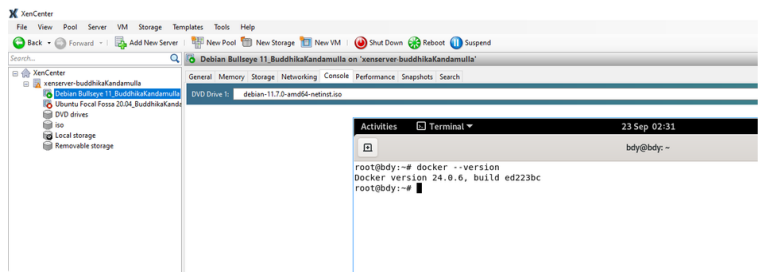 XenCenter
File View Pool Server VM Storage Templates Tools Help
Back Forward Add New Server New Pool New Storage New VM Shut Down Reboot Suspend
Search...
Debian Bullseye 11_BuddhikaKandamulla on 'xenserver-buddhikaKandamulla'
XenCenter
xenserver-buddhikaKandamulla
Debian Bullseye 11_BuddhikaKandamulla
Ubuntu Focal Fossa 20.04_BuddhikaKanda
DVD drives
iso
Local storage
Removable storage
General Memory Storage Networking Console Performance Snapshots Search
DVD Drive 1: debian-11.7.0-amd64-netinst.iso
Activities Terminal 23 Sep 02:31
bdy@bdy: ~
root@bdy:~# docker --version
Docker version 24.0.6, build ed223bc
root@bdy:~#